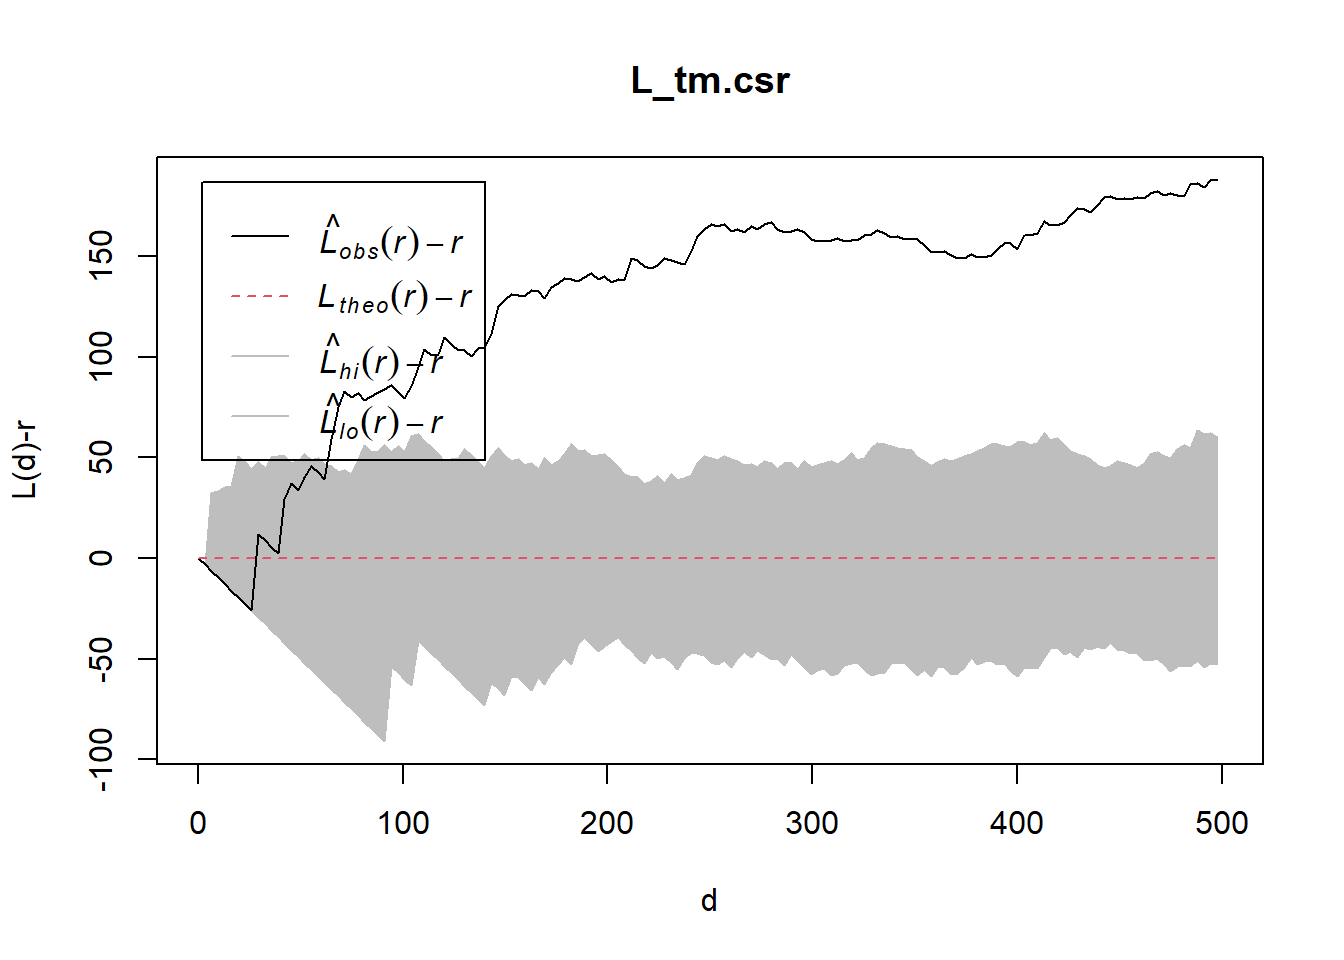 L_tm.csr
L̂obs(r) − r
Ltheo(r) − r
L̂hi(r) − r
L̂lo(r) − r
L(d)-r
150
100
50
0
-50
-100
0 100 200 300 400 500
d